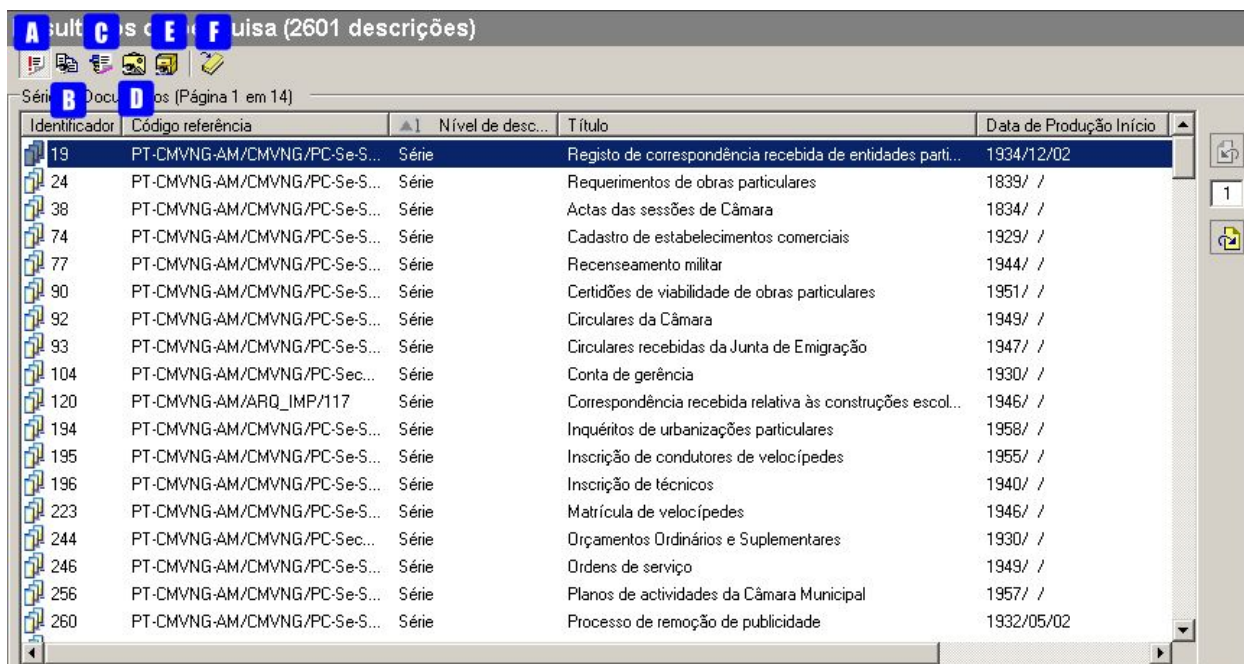 sult s uisa (2601 descrições)
A C E F
B D
Séri Docu os (Página 1 em 14)
Identificador Código referência 1 Nível de desc... Título Data de Produção Início
19 PT-CMVNG-AM/CMVNG/PC-Se-S... Série Registo de correspondência recebida de entidades parti... 1934/12/02
24 PT-CMVNG-AM/CMVNG/PC-Se-S... Série Requerimentos de obras particulares 1839/ /
1
38 PT-CMVNG-AM/CMVNG/PC-Se-S... Série Actas das sessões de Câmara 1834/ /
74 PT-CMVNG-AM/CMVNG/PC-Se-S... Série Cadastro de estabelecimentos comerciais 1929/ /
77 PT-CMVNG-AM/CMVNG/PC-Se-S... Série Recenseamento militar 1944/ /
90 PT-CMVNG-AM/CMVNG/PC-Se-S... Série Certidões de viabilidade de obras particulares 1951/ /
92 PT-CMVNG-AM/CMVNG/PC-Se-S... Série Circulares da Câmara 1949/ /
93 PT-CMVNG-AM/CMVNG/PC-Se-S... Série Circulares recebidas da Junta de Emigração 1947/ /
104 PT-CMVNG-AM/CMVNG/PC-Sec... Série Conta de gerência 1930/ /
120 PT-CMVNG-AM/ARQ_IMP/117 Série Correspondência recebida relativa às construções escol... 1946/ /
194 PT-CMVNG-AM/CMVNG/PC-Se-S... Série Inquéritos de urbanizações particulares 1958/ /
195 PT-CMVNG-AM/CMVNG/PC-Se-S... Série Inscrição de condutores de velocípedes 1955/ /
196 PT-CMVNG-AM/CMVNG/PC-Se-S... Série Inscrição de técnicos 1940/ /
223 PT-CMVNG-AM/CMVNG/PC-Se-S... Série Matrícula de velocípedes 1946/ /
244 PT-CMVNG-AM/CMVNG/PC-Sec... Série Orçamentos Ordinários e Suplementares 1930/ /
246 PT-CMVNG-AM/CMVNG/PC-Se-S... Série Ordens de serviço 1949/ /
256 PT-CMVNG-AM/CMVNG/PC-Se-S... Série Planos de actividades da Câmara Municipal 1957/ /
260 PT-CMVNG-AM/CMVNG/PC-Se-S... Série Processo de remoção de publicidade 1932/05/02